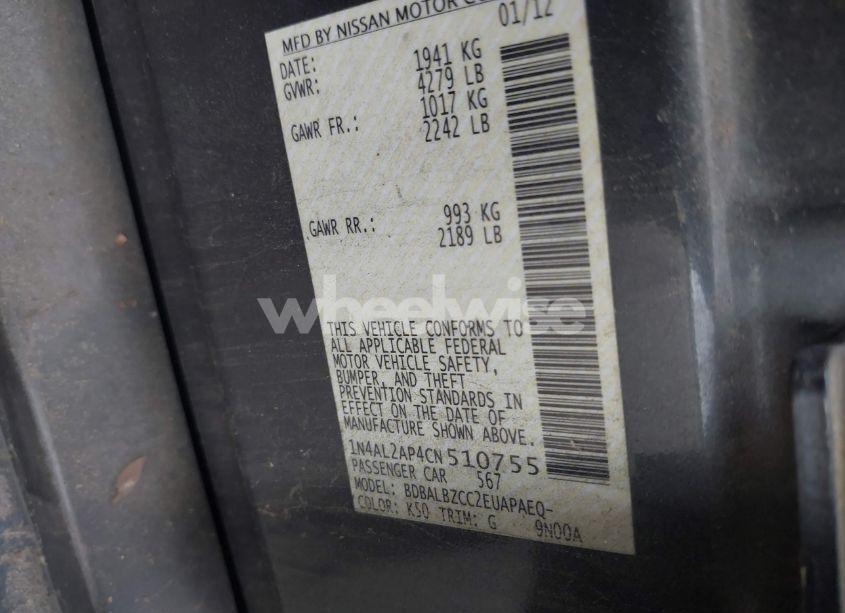 MFD BY NISSAN MOTOR CO
DATE: 01/12
GVWR: 1941 KG
4279 LB
GAWR FR.: 1017 KG
2242 LB
GAWR RR.: 993 KG
2189 LB
wheelwise
THIS VEHICLE CONFORMS TO
ALL APPLICABLE FEDERAL
MOTOR VEHICLE SAFETY,
BUMPER, AND THEFT
PREVENTION STANDARDS IN
EFFECT ON THE DATE OF
MANUFACTURE SHOWN ABOVE.
1N4AL2AP4CN510755
PASSENGER CAR 567
MODEL: BDBALBZCC2EUAPAEQ-
COLOR: K50 TRIM: G 9N00A